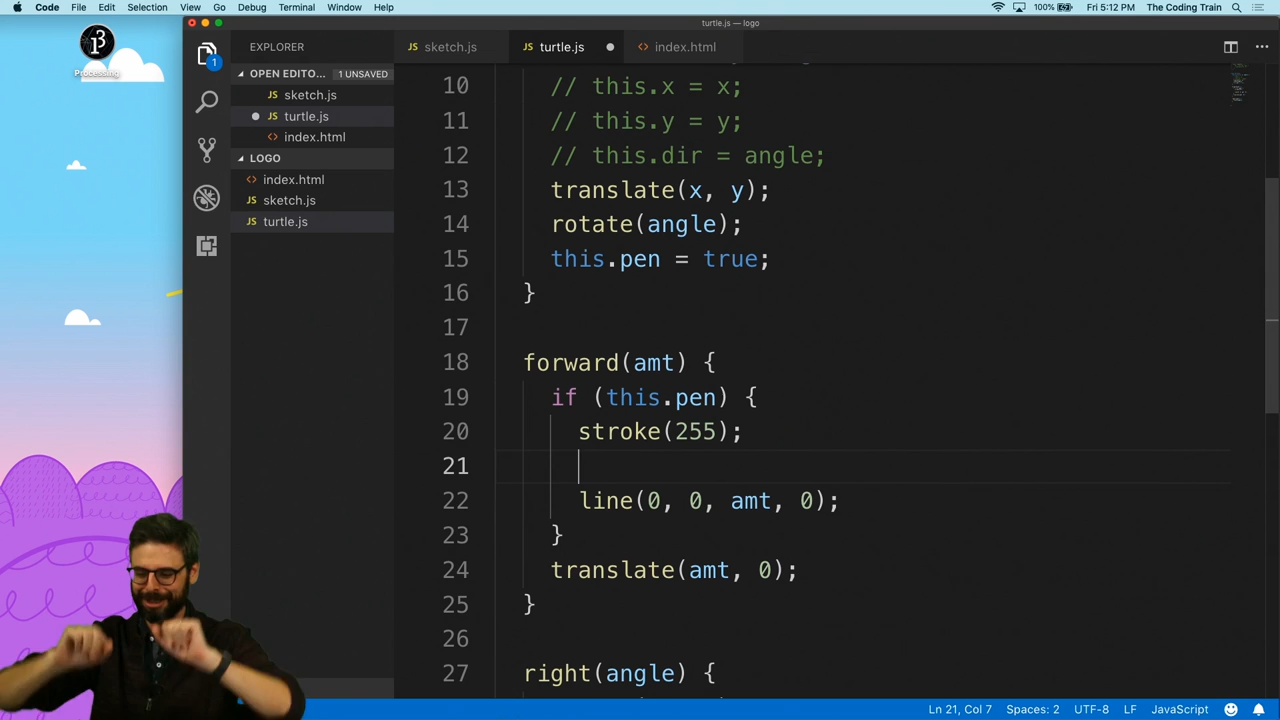 Code File Edit Selection View Go Debug Terminal Window Help 100% Fri 5:12 PM The Coding Train
turtle.js — logo
Processing
EXPLORER
OPEN EDITO... 1 UNSAVED
JS sketch.js
JS turtle.js
<> index.html
LOGO
<> index.html
JS sketch.js
JS turtle.js
1
JS sketch.js JS turtle.js <> index.html
10 // this.x = x;
11 // this.y = y;
12 // this.dir = angle;
13 translate(x, y);
14 rotate(angle);
15 this.pen = true;
16 }
17
18 forward(amt) {
19 if (this.pen) {
20 stroke(255);
21
22 line(0, 0, amt, 0);
23 }
24 translate(amt, 0);
25 }
26
27 right(angle) {
Ln 21, Col 7 Spaces: 2 UTF-8 LF JavaScript